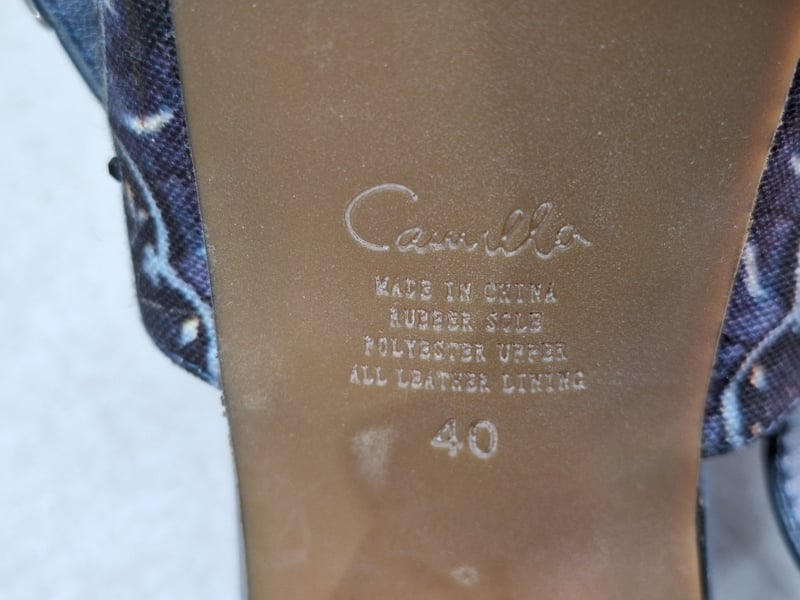 Camilla
MADE IN CHINA
RUBBER SOLE
POLYESTER UPPER
ALL LEATHER LINING
40